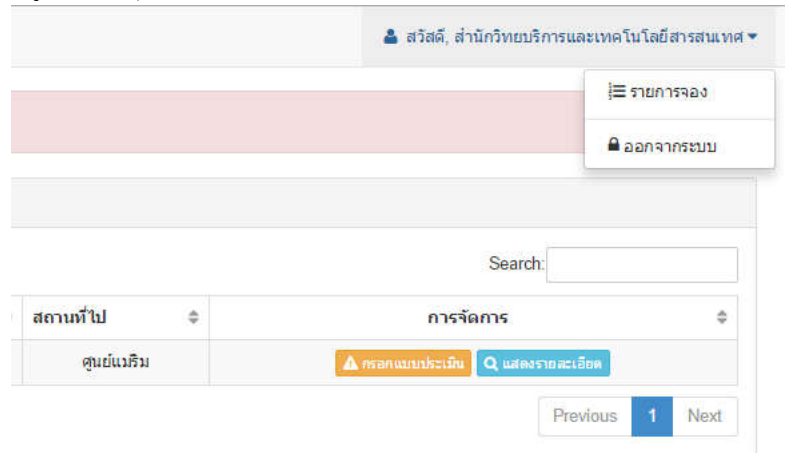 สวัสดี, สำนักวิทยบริการและเทคโนโลยีสารสนเทศ
รายการจอง
ออกจากระบบ
Search:
สถานที่ไป การจัดการ
ศูนย์แม่ริม กรอกแบบประเมิน แสดงรายละเอียด
Previous 1 Next